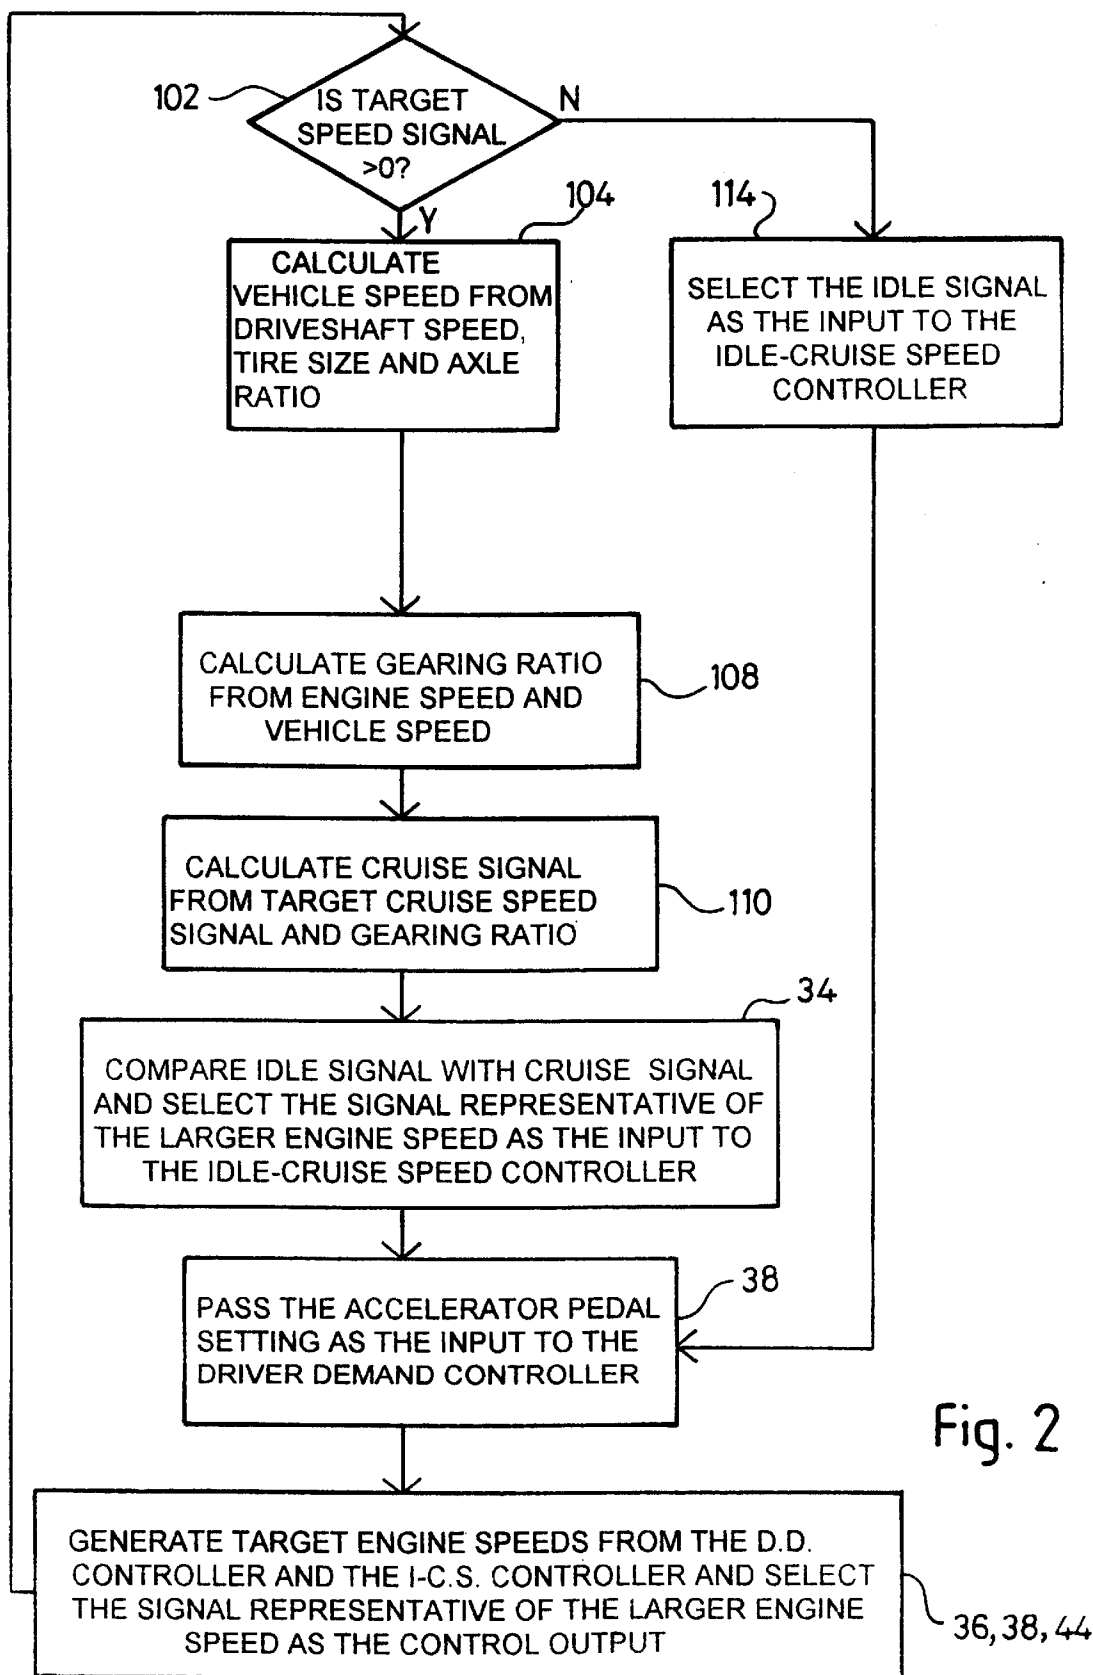 102
IS TARGET
SPEED SIGNAL
>0?
N
Y
104
CALCULATE
VEHICLE SPEED FROM
DRIVESHAFT SPEED,
TIRE SIZE AND AXLE
RATIO
114
SELECT THE IDLE SIGNAL
AS THE INPUT TO THE
IDLE-CRUISE SPEED
CONTROLLER
CALCULATE GEARING RATIO
FROM ENGINE SPEED AND
VEHICLE SPEED
108
CALCULATE CRUISE SIGNAL
FROM TARGET CRUISE SPEED
SIGNAL AND GEARING RATIO
110
34
COMPARE IDLE SIGNAL WITH CRUISE SIGNAL
AND SELECT THE SIGNAL REPRESENTATIVE OF
THE LARGER ENGINE SPEED AS THE INPUT TO
THE IDLE-CRUISE SPEED CONTROLLER
38
PASS THE ACCELERATOR PEDAL
SETTING AS THE INPUT TO THE
DRIVER DEMAND CONTROLLER
Fig. 2
GENERATE TARGET ENGINE SPEEDS FROM THE D.D.
CONTROLLER AND THE I-C.S. CONTROLLER AND SELECT
THE SIGNAL REPRESENTATIVE OF THE LARGER ENGINE
SPEED AS THE CONTROL OUTPUT
36, 38, 44